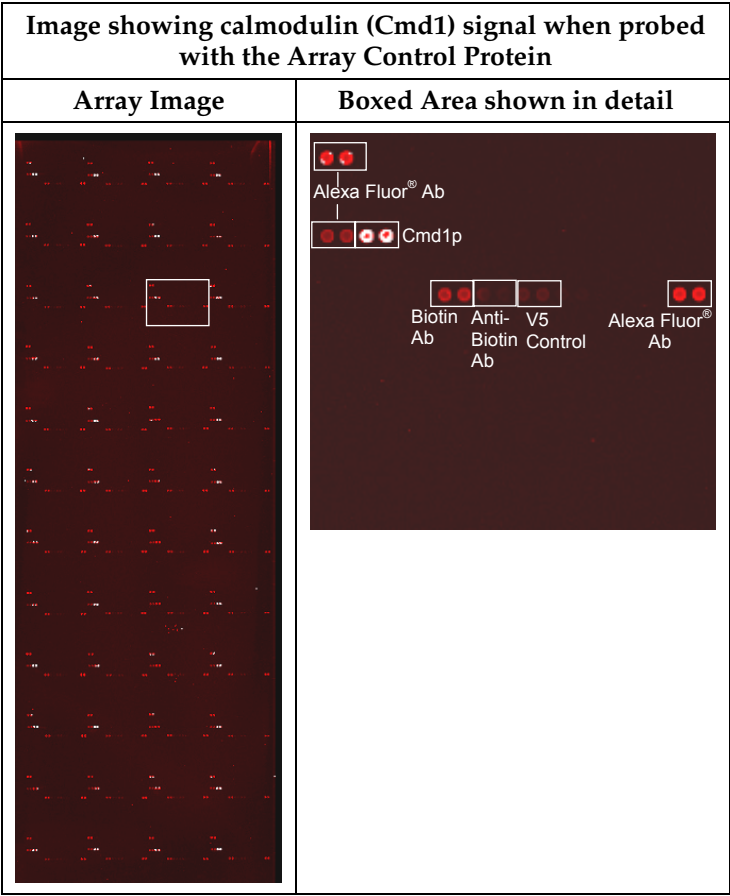 Image showing calmodulin (Cmd1) signal when probed
with the Array Control Protein
Array Image
Boxed Area shown in detail
Alexa Fluor® Ab
Cmd1p
Biotin
Ab
Anti-
Biotin
Ab
V5
Control
Alexa Fluor®
Ab